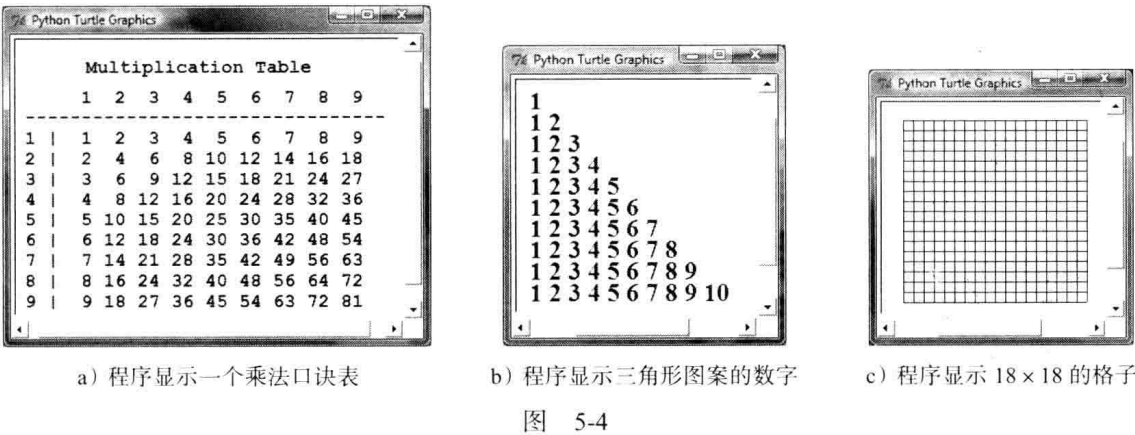 Python Turtle Graphics
Multiplication Table
1 2 3 4 5 6 7 8 9
------------------------------------------
1 | 1 2 3 4 5 6 7 8 9
2 | 2 4 6 8 10 12 14 16 18
3 | 3 6 9 12 15 18 21 24 27
4 | 4 8 12 16 20 24 28 32 36
5 | 5 10 15 20 25 30 35 40 45
6 | 6 12 18 24 30 36 42 48 54
7 | 7 14 21 28 35 42 49 56 63
8 | 8 16 24 32 40 48 56 64 72
9 | 9 18 27 36 45 54 63 72 81
a）程序显示一个乘法口诀表
Python Turtle Graphics
1
1 2
1 2 3
1 2 3 4
1 2 3 4 5
1 2 3 4 5 6
1 2 3 4 5 6 7
1 2 3 4 5 6 7 8
1 2 3 4 5 6 7 8 9
1 2 3 4 5 6 7 8 9 10
b）程序显示三角形图案的数字
Python Turtle Graphics
c）程序显示 18 × 18 的格子
图 5-4